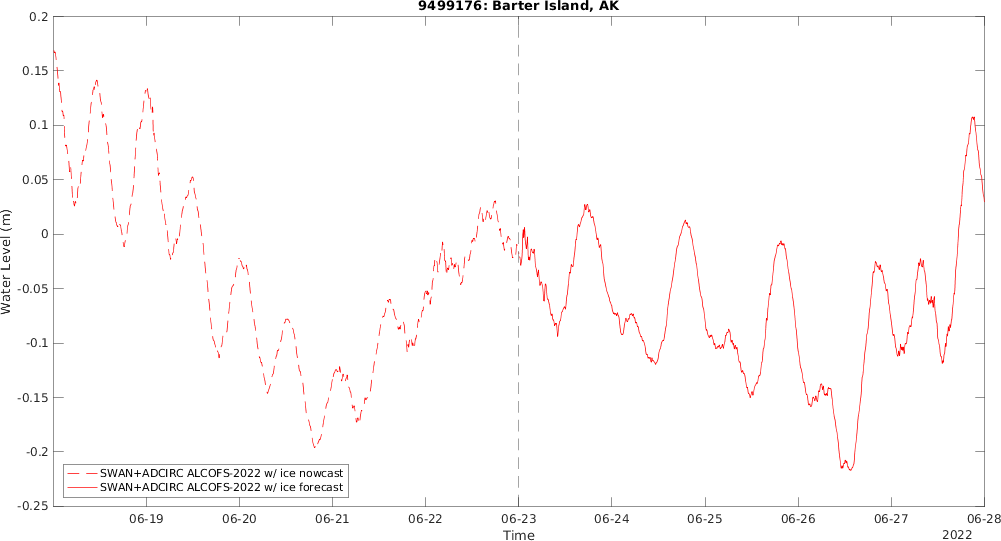 9499176: Barter Island, AK
0.2
0.15
0.1
0.05
0
-0.05
-0.1
-0.15
-0.2
-0.25
Water Level (m)
SWAN+ADCIRC ALCOFS-2022 w/ ice nowcast
SWAN+ADCIRC ALCOFS-2022 w/ ice forecast
06-19 06-20 06-21 06-22 06-23 06-24 06-25 06-26 06-27 06-28
Time
2022